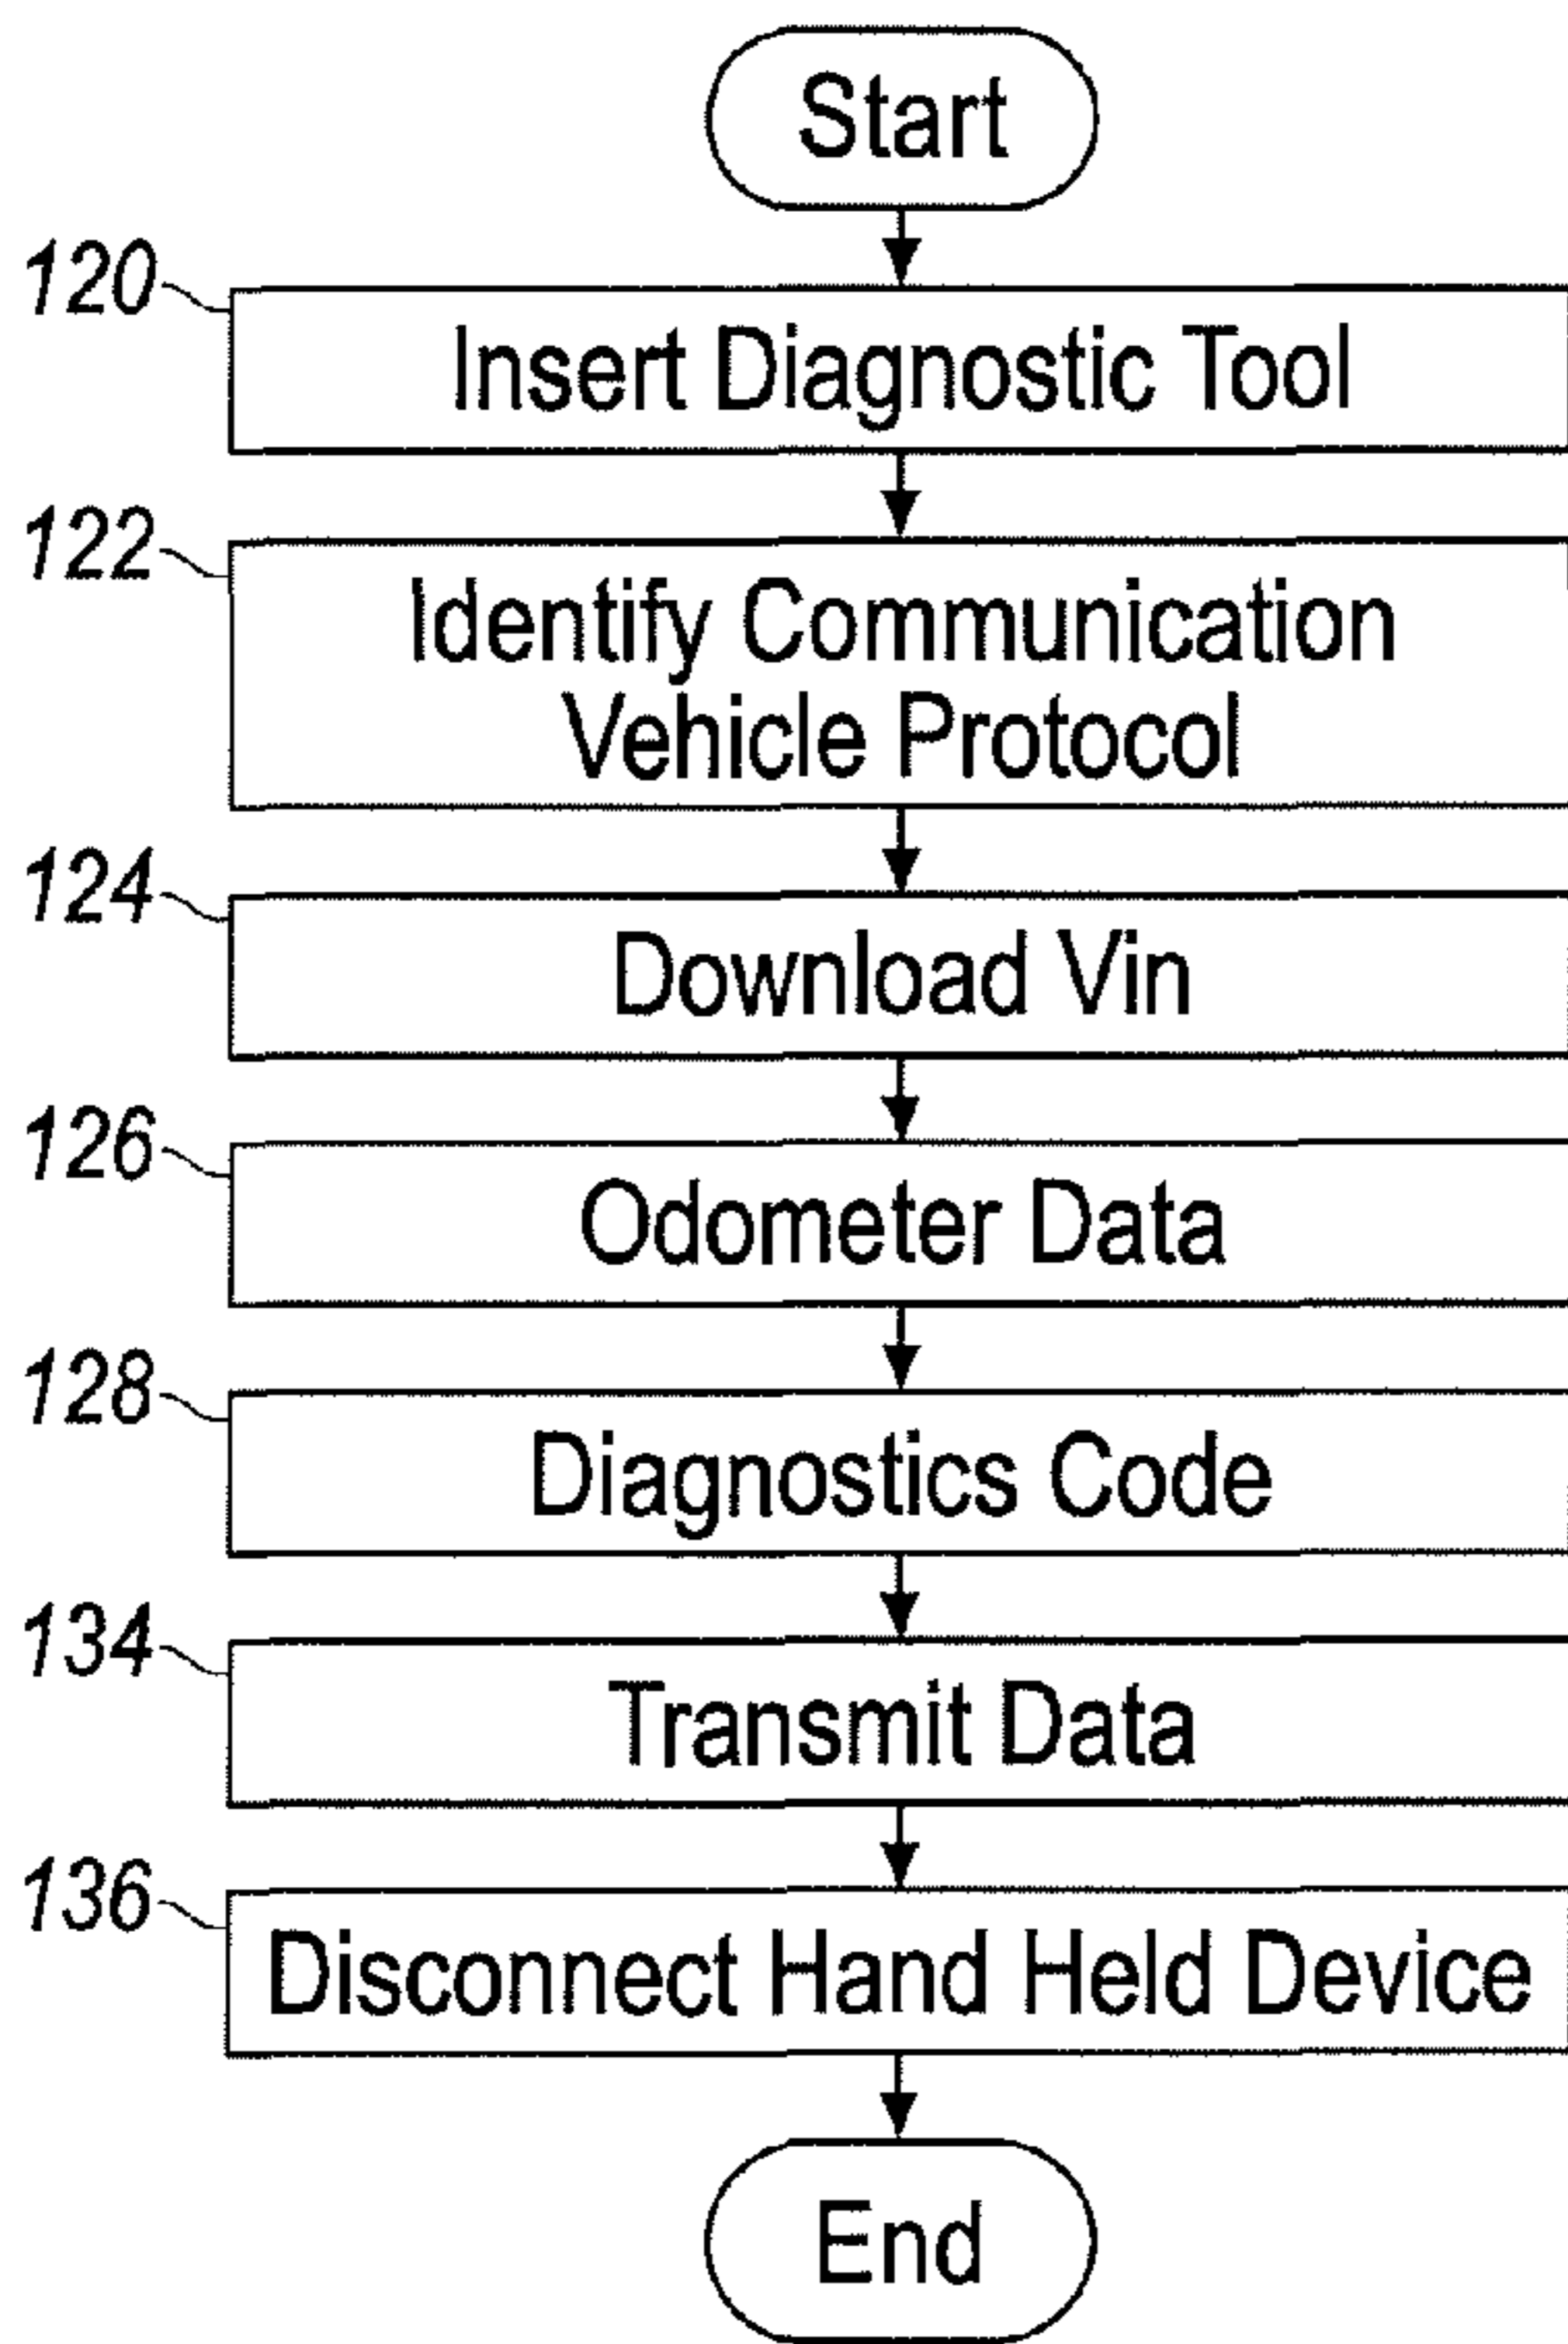 Start
120
Insert Diagnostic Tool
122
Identify Communication
Vehicle Protocol
124
Download Vin
126
Odometer Data
128
Diagnostics Code
134
Transmit Data
136
Disconnect Hand Held Device
End